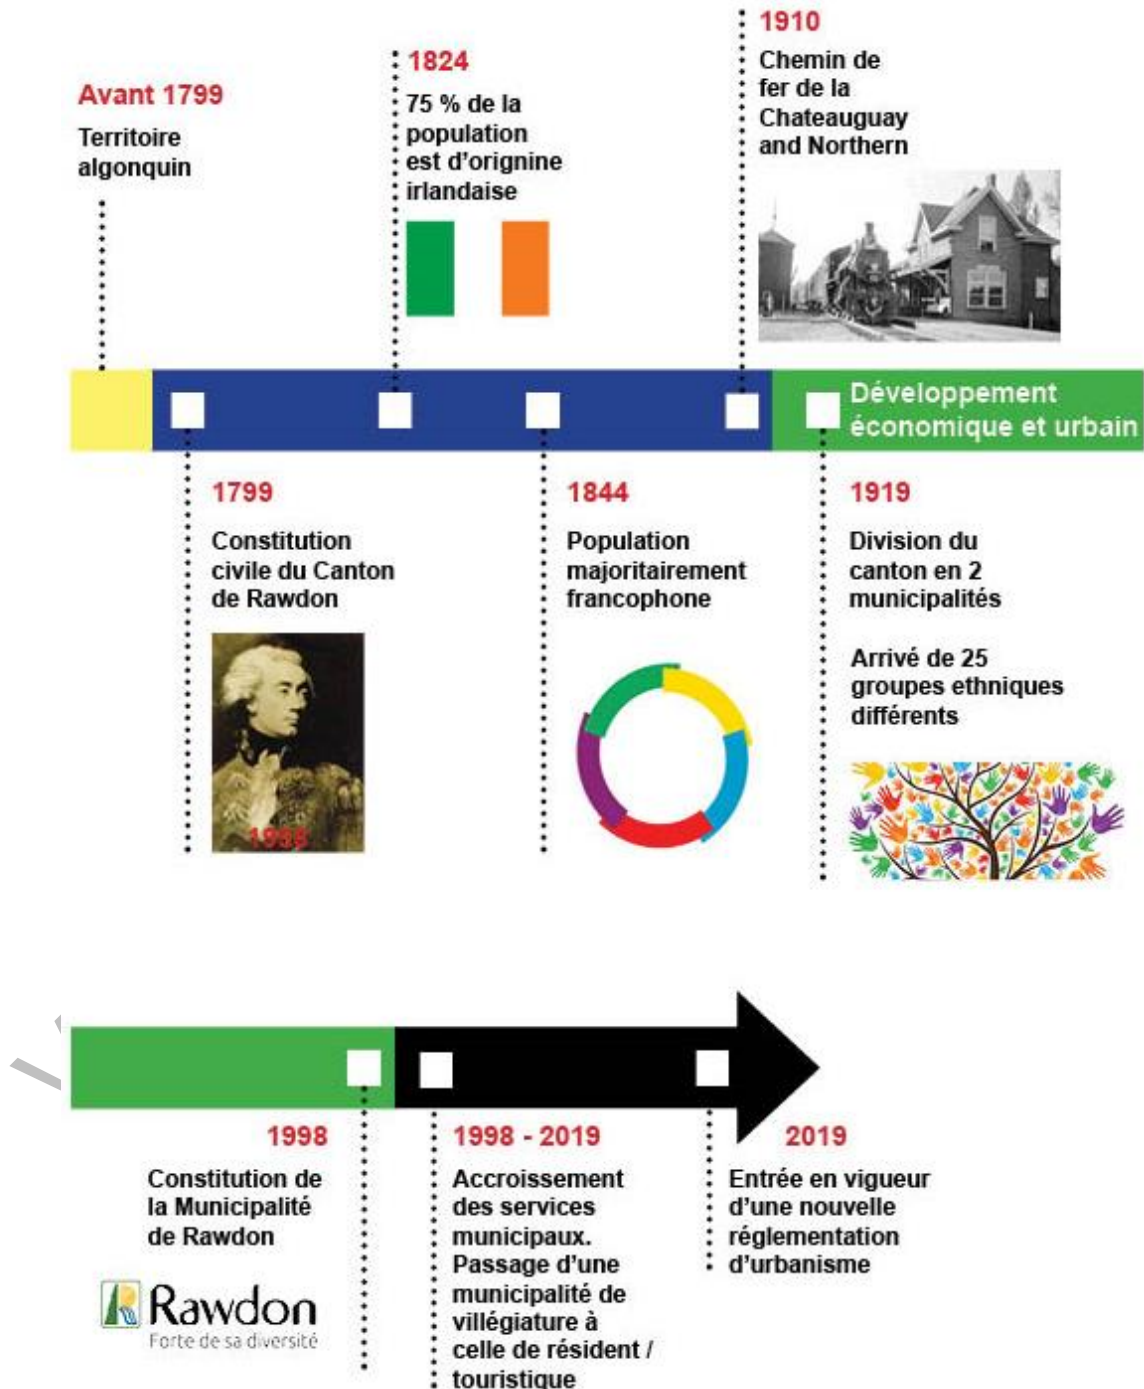 Avant 1799
Territoire
algonquin
1824
75 % de la
population
est d'orignine
irlandaise
1910
Chemin de
fer de la
Chateauguay
and Northern
Développement
économique et urbain
1799
Constitution
civile du Canton
de Rawdon
1844
Population
majoritairement
francophone
1919
Division du
canton en 2
municipalités
Arrivé de 25
groupes ethniques
différents
1998
Constitution de
la Municipalité
de Rawdon
Rawdon
Forte de sa diversité
1998 - 2019
Accroissement
des services
municipaux.
Passage d'une
municipalité de
villégiature à
celle de résident /
touristique
2019
Entrée en vigueur
d'une nouvelle
réglementation
d'urbanisme